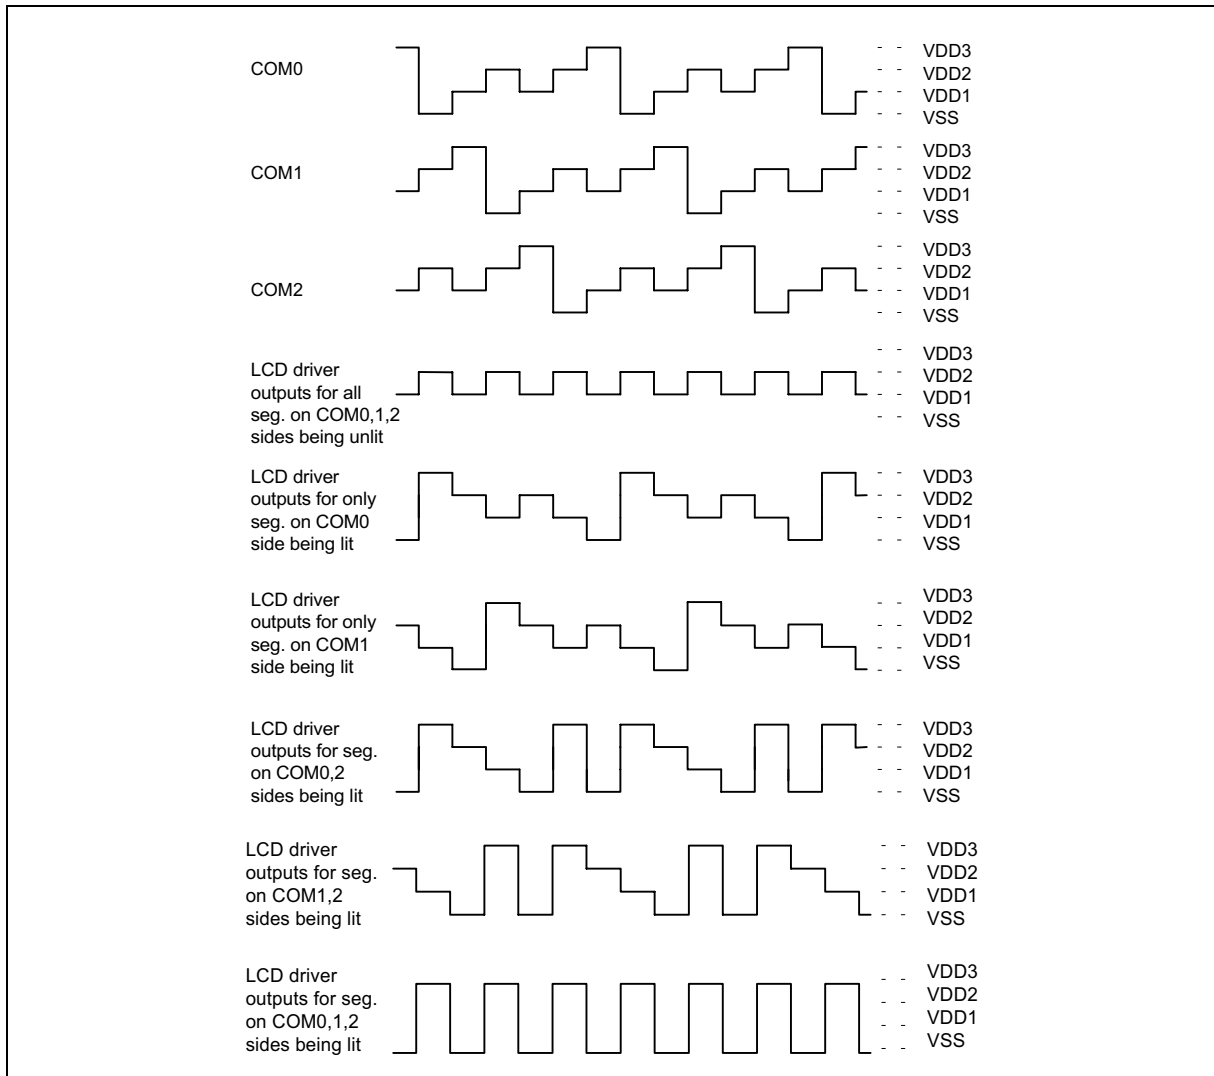 COM0
VDD3
VDD2
VDD1
VSS
COM1
VDD3
VDD2
VDD1
VSS
COM2
VDD3
VDD2
VDD1
VSS
LCD driver
outputs for all
seg. on COM0,1,2
sides being unlit
VDD3
VDD2
VDD1
VSS
LCD driver
outputs for only
seg. on COM0
side being lit
VDD3
VDD2
VDD1
VSS
LCD driver
outputs for only
seg. on COM1
side being lit
VDD3
VDD2
VDD1
VSS
LCD driver
outputs for seg.
on COM0,2
sides being lit
VDD3
VDD2
VDD1
VSS
LCD driver
outputs for seg.
on COM1,2
sides being lit
VDD3
VDD2
VDD1
VSS
LCD driver
outputs for seg.
on COM0,1,2
sides being lit
VDD3
VDD2
VDD1
VSS